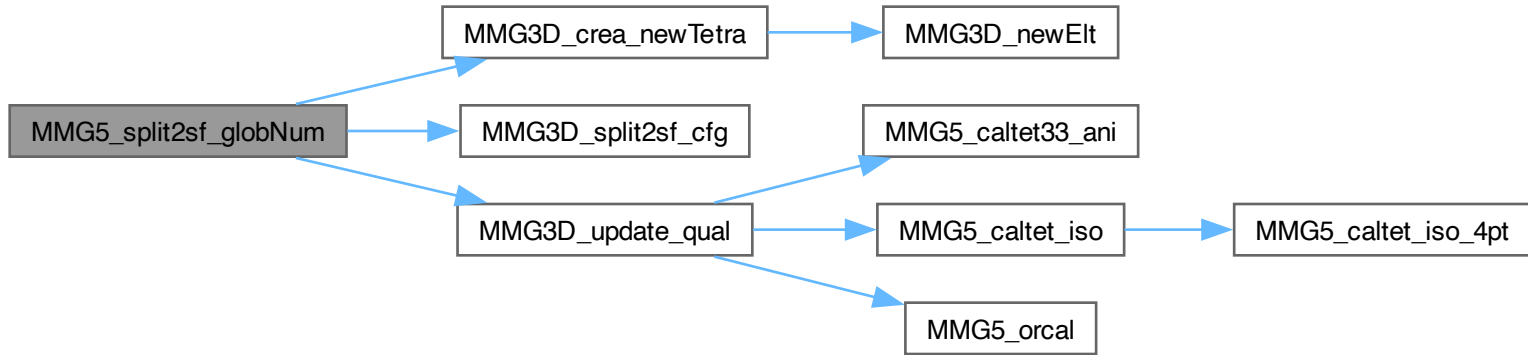 MMG5_split2sf_globNum
MMG3D_crea_newTetra
MMG3D_newElt
MMG3D_split2sf_cfg
MMG3D_update_qual
MMG5_caltet33_ani
MMG5_caltet_iso
MMG5_caltet_iso_4pt
MMG5_orcal